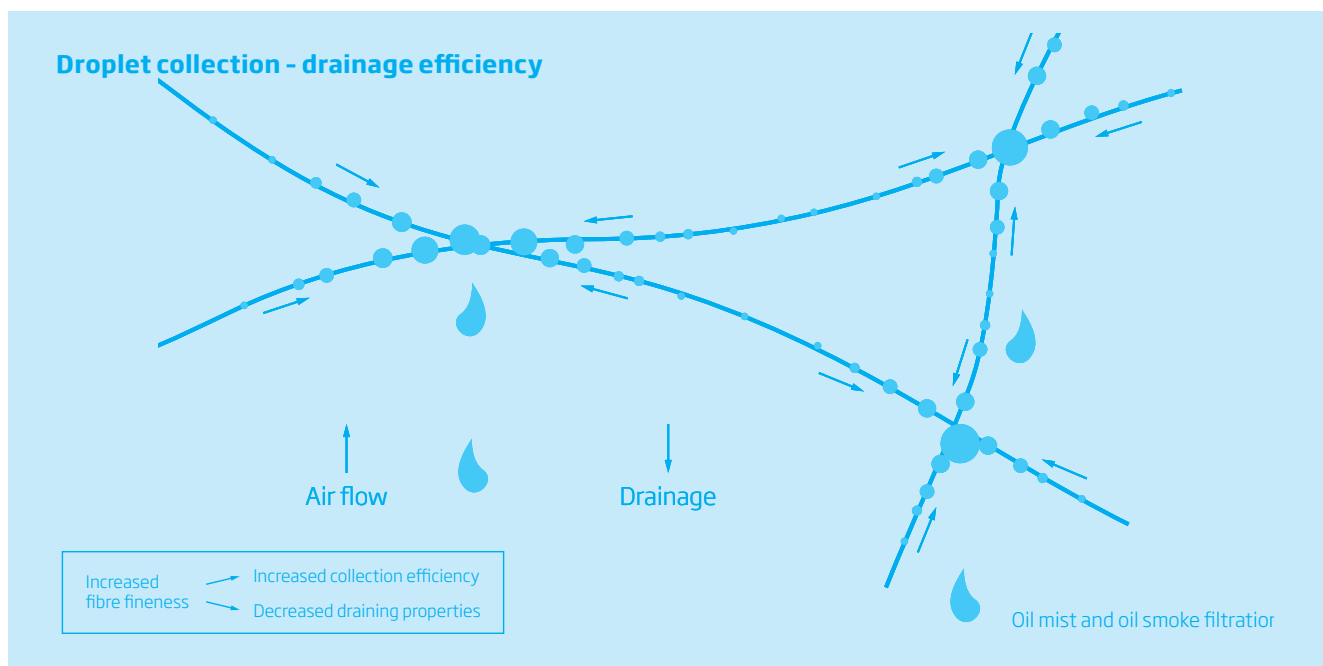 Droplet collection – drainage efficiency
Air flow
Drainage
Increased
fibre fineness
Increased collection efficiency
Decreased draining properties
Oil mist and oil smoke